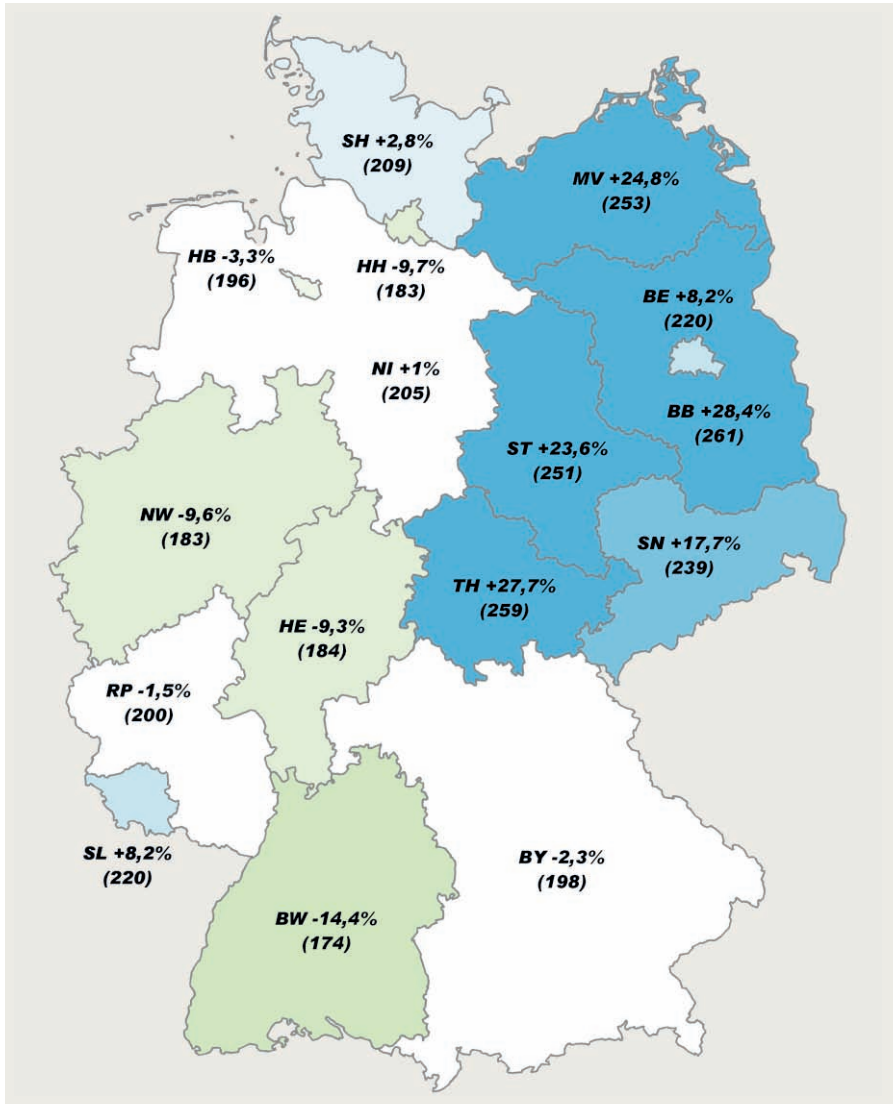 SH +2,8%
(209)
MV +24,8%
(253)
HB -3,3%
(196)
HH -9,7%
(183)
BE +8,2%
(220)
NI +1%
(205)
BB +28,4%
(261)
ST +23,6%
(251)
NW -9,6%
(183)
SN +17,7%
(239)
TH +27,7%
(259)
HE -9,3%
(184)
RP -1,5%
(200)
SL +8,2%
(220)
BY -2,3%
(198)
BW -14,4%
(174)